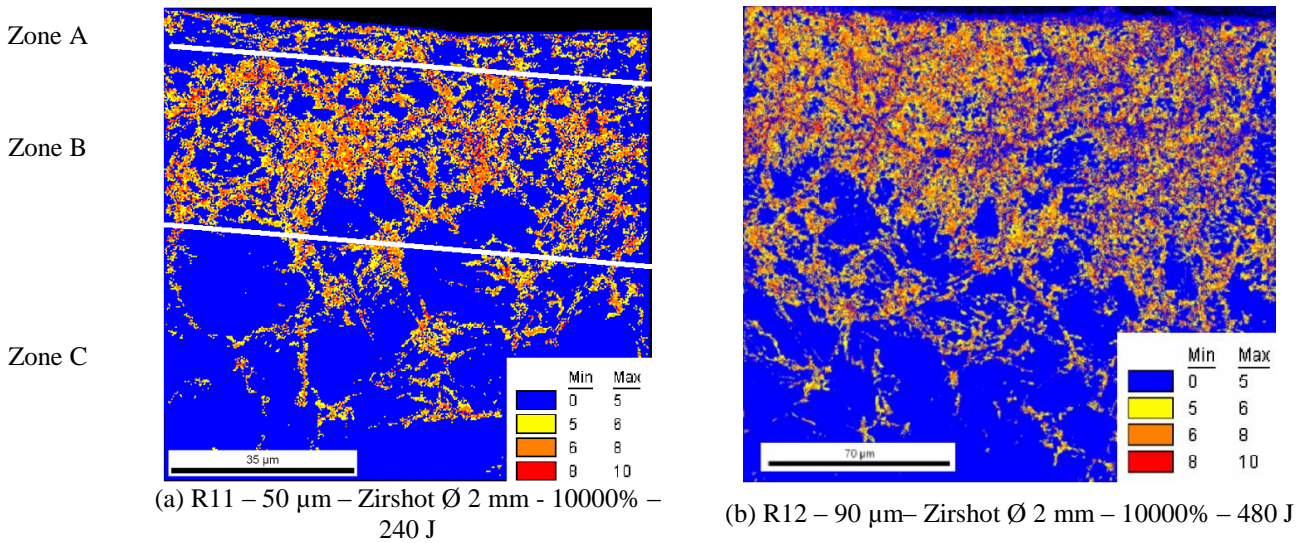 Zone A
Zone B
Zone C
Min Max
0 5
5 6
6 8
8 10
35 µm
(a) R11 – 50 µm – Zirshot Ø 2 mm - 10000% –
240 J
Min Max
0 5
5 6
6 8
8 10
70 µm
(b) R12 – 90 µm– Zirshot Ø 2 mm – 10000% – 480 J